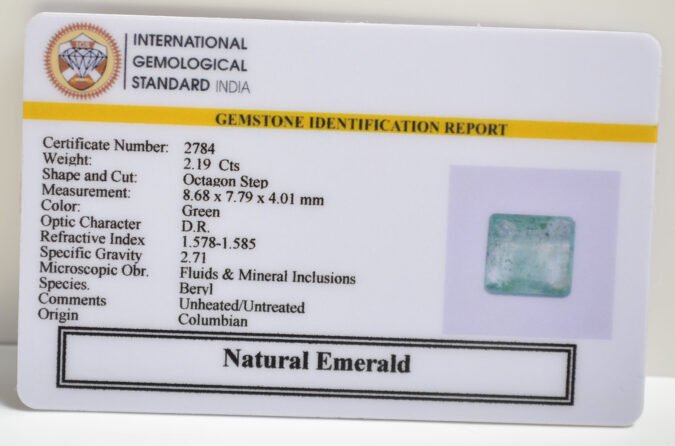 IGS
INTERNATIONAL
GEMOLOGICAL
STANDARD INDIA
GEMSTONE IDENTIFICATION REPORT
Certificate Number: 2784
Weight: 2.19 Cts
Shape and Cut: Octagon Step
Measurement: 8.68 x 7.79 x 4.01 mm
Color: Green
Optic Character D.R.
Refractive Index 1.578-1.585
Specific Gravity 2.71
Microscopic Obr. Fluids & Mineral Inclusions
Species. Beryl
Comments Unheated/Untreated
Origin Columbian
Natural Emerald